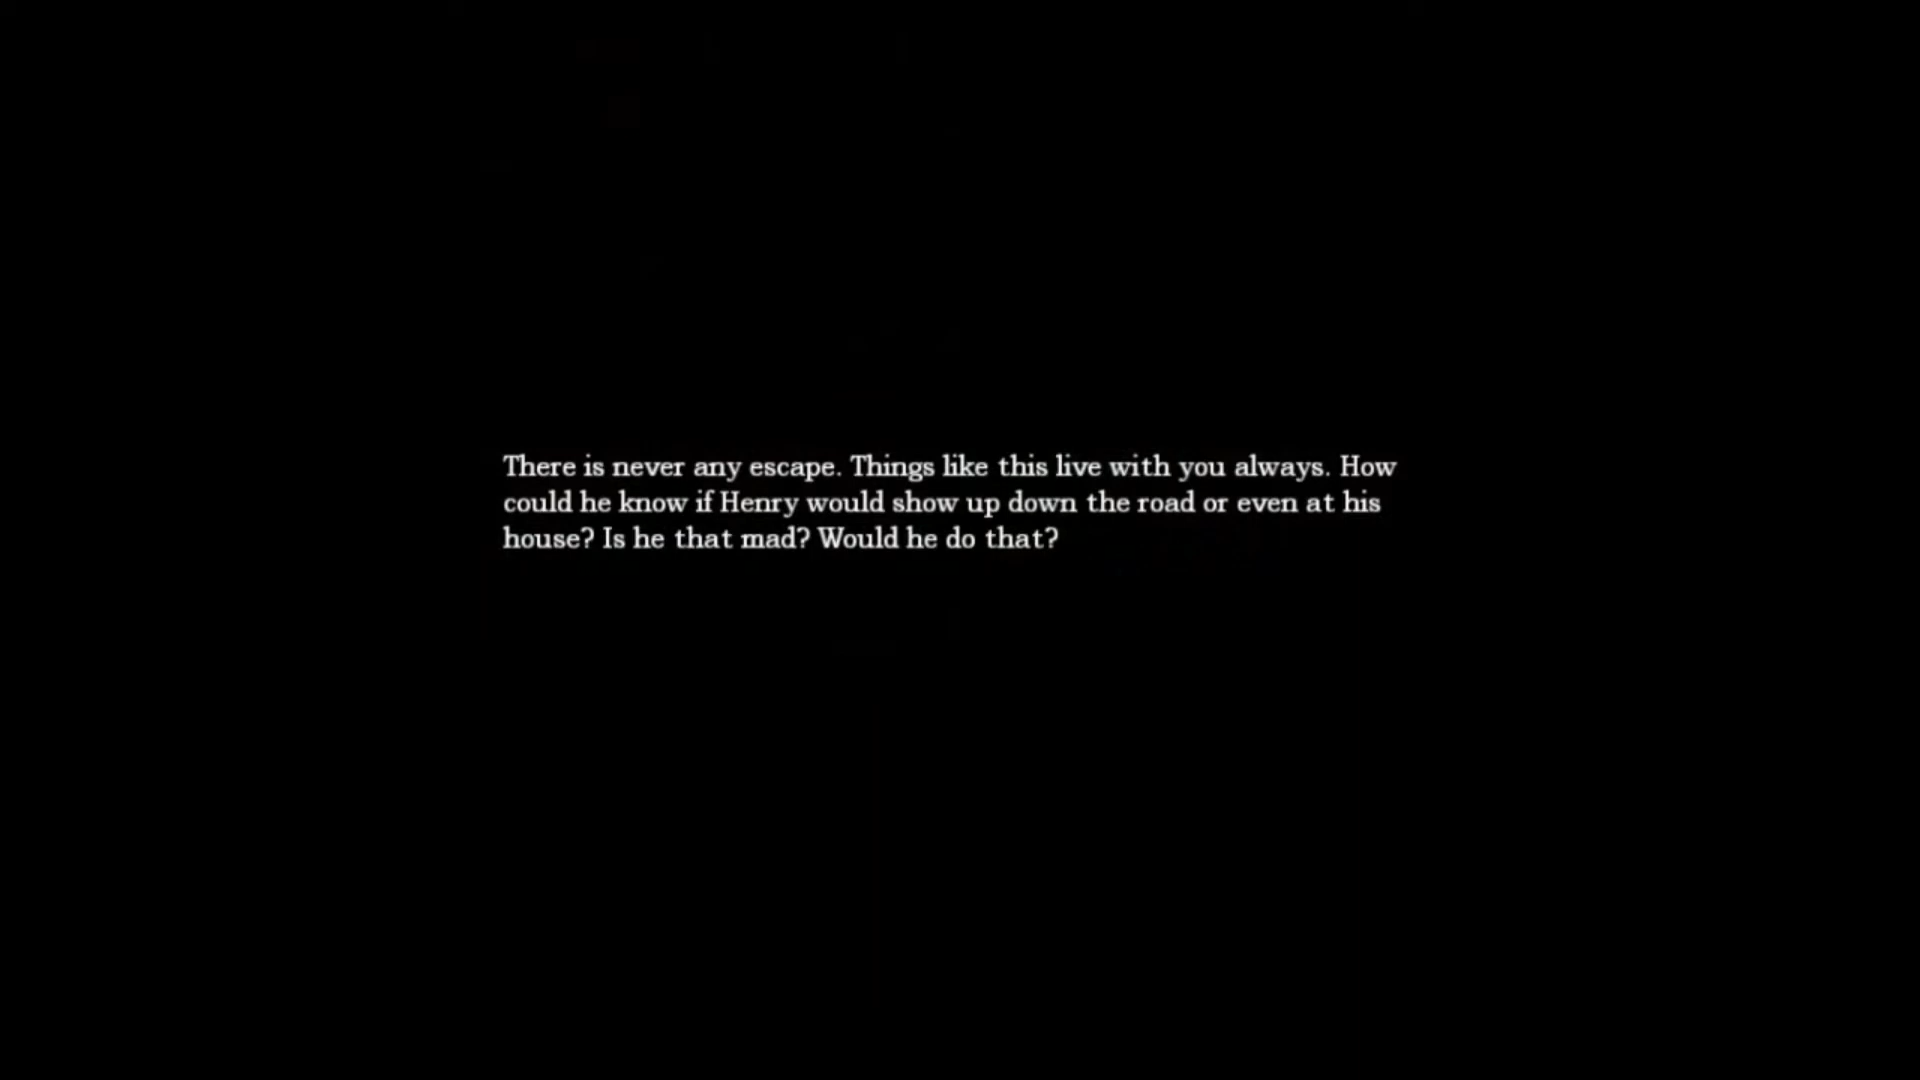 There is never any escape. Things like this live with you always. How
could he know if Henry would show up down the road or even at his
house? Is he that mad? Would he do that?